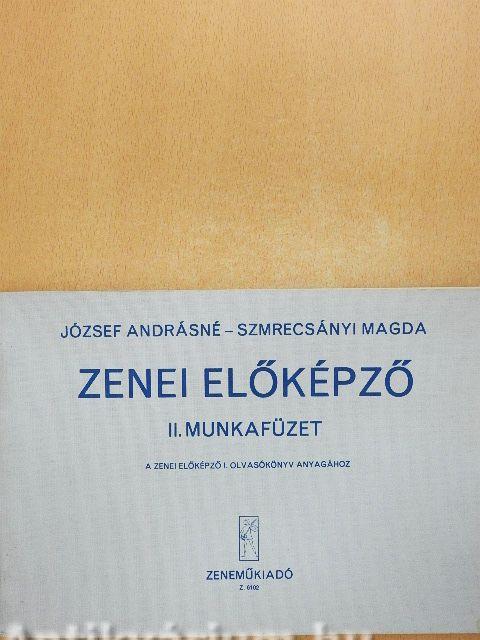 JÓZSEF ANDRÁSNÉ – SZMRECSÁNYI MAGDA
ZENEI ELŐKÉPZŐ
II. MUNKAFÜZET
A ZENEI ELŐKÉPZŐ I. OLVASÓKÖNYV ANYAGÁHOZ
ZENEMŰKIADÓ
Z. 6102